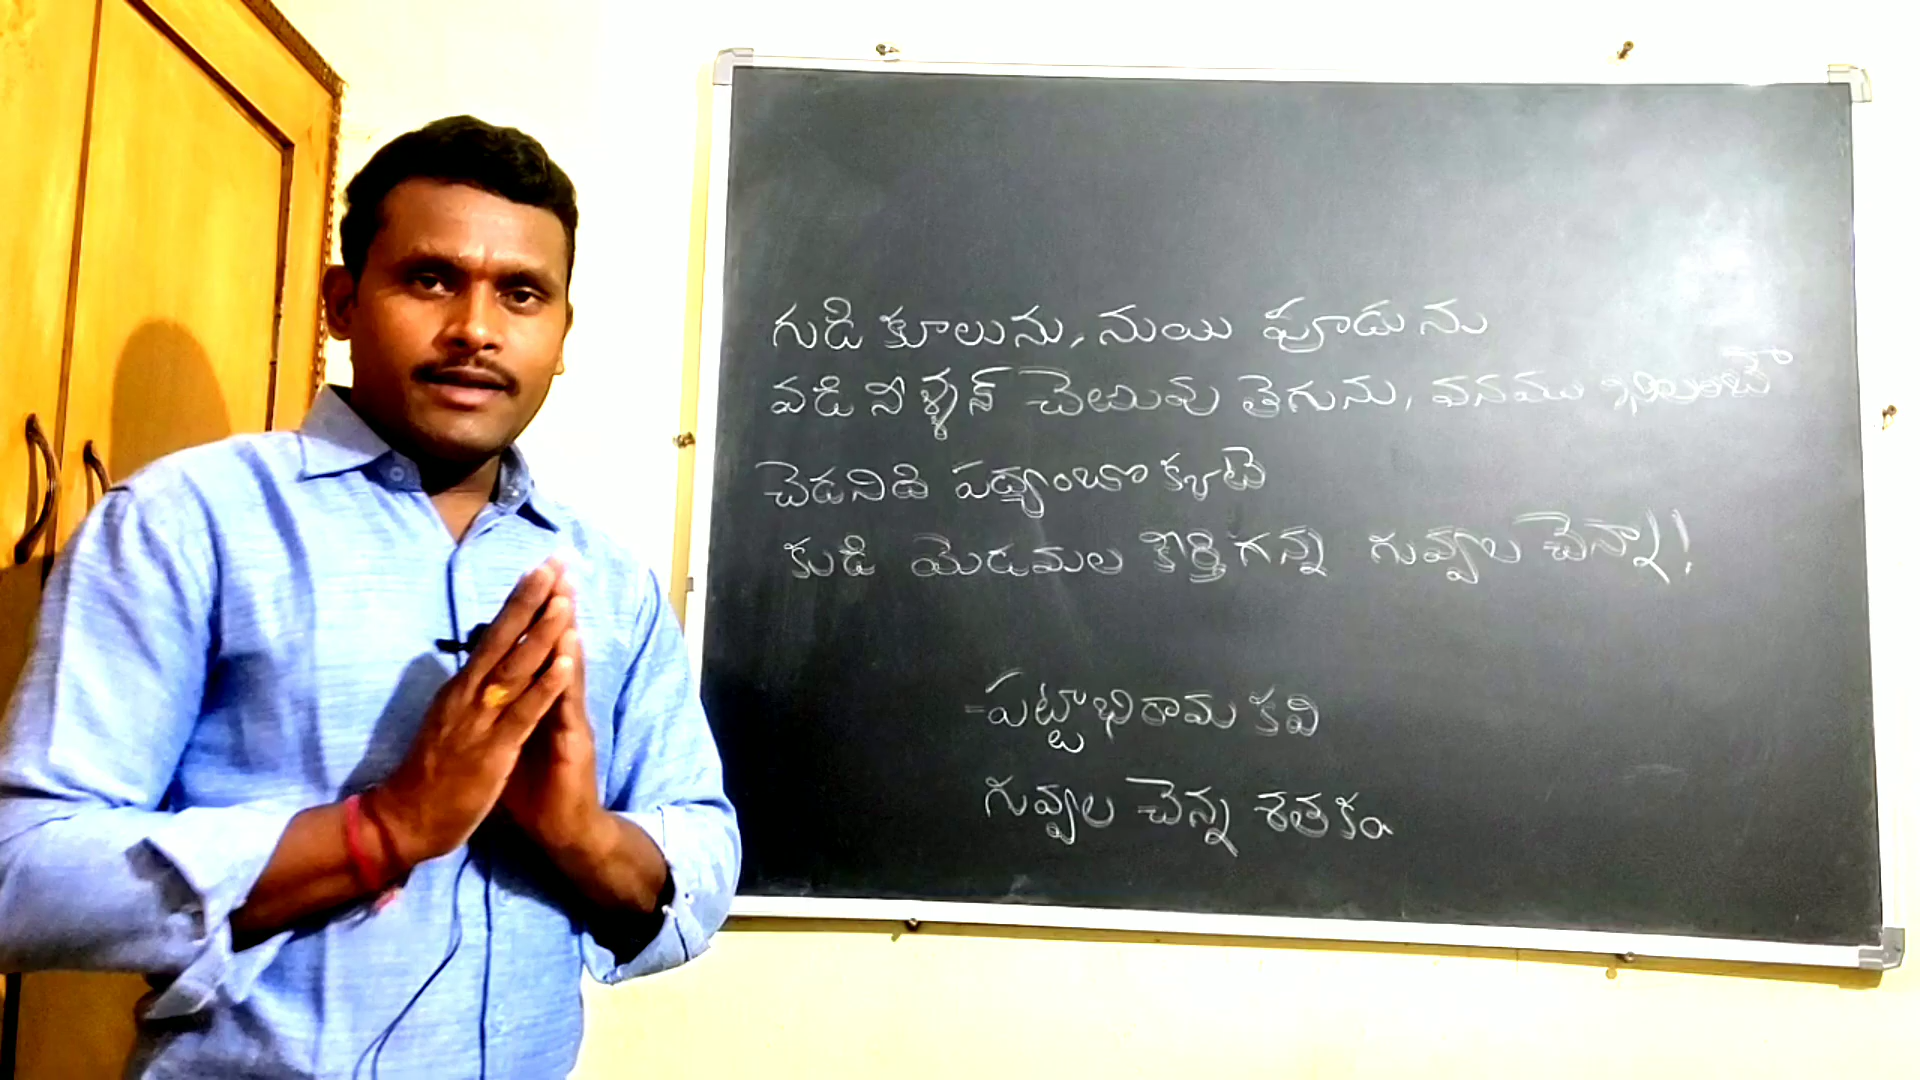 గుడి కూలును, నుయి పూడును
వడి నీళ్ళన్ చెఱువు తెగును, వనము ఖిలంబౌ
చెడనిది పద్యంబొక్కటె
కుడి యెడమల కీర్తిగన్న గువ్వల చెన్నా!
-పట్టాభిరామ కవి
గువ్వల చెన్న శతకం